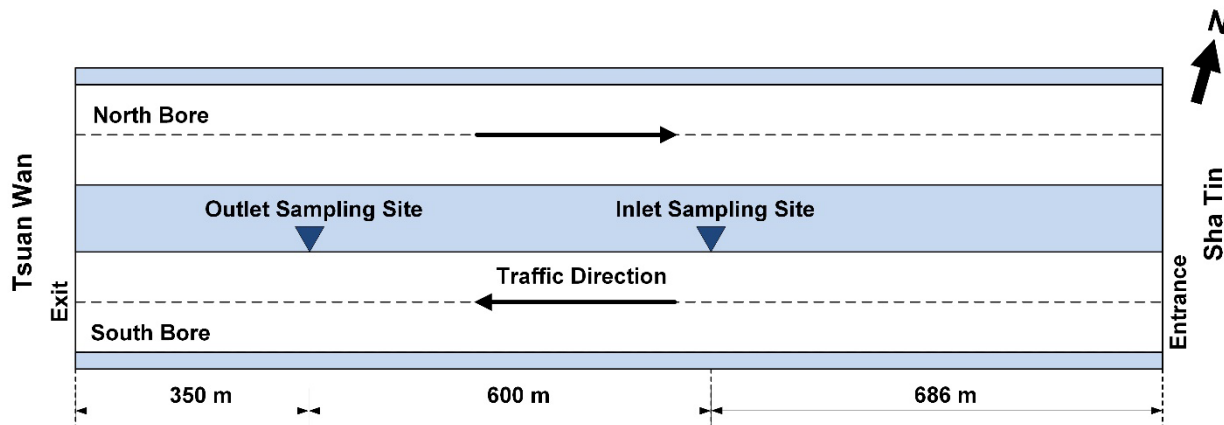 N
North Bore
Outlet Sampling Site
Inlet Sampling Site
Tsuan Wan
Sha Tin
Exit
Traffic Direction
Entrance
South Bore
350 m
600 m
686 m